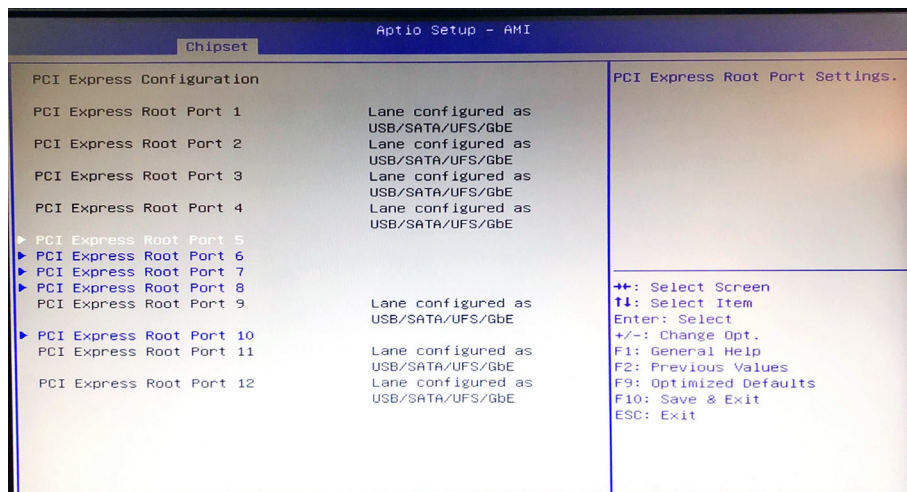 Aptio Setup – AMI
Chipset
PCI Express Configuration
PCI Express Root Port 1 Lane configured as
USB/SATA/UFS/GbE
PCI Express Root Port 2 Lane configured as
USB/SATA/UFS/GbE
PCI Express Root Port 3 Lane configured as
USB/SATA/UFS/GbE
PCI Express Root Port 4 Lane configured as
USB/SATA/UFS/GbE
► PCI Express Root Port 5
► PCI Express Root Port 6
► PCI Express Root Port 7
► PCI Express Root Port 8
PCI Express Root Port 9 Lane configured as
USB/SATA/UFS/GbE
► PCI Express Root Port 10
PCI Express Root Port 11 Lane configured as
USB/SATA/UFS/GbE
PCI Express Root Port 12 Lane configured as
USB/SATA/UFS/GbE
PCI Express Root Port Settings.
→←: Select Screen
↑↓: Select Item
Enter: Select
+/-: Change Opt.
F1: General Help
F2: Previous Values
F9: Optimized Defaults
F10: Save & Exit
ESC: Exit